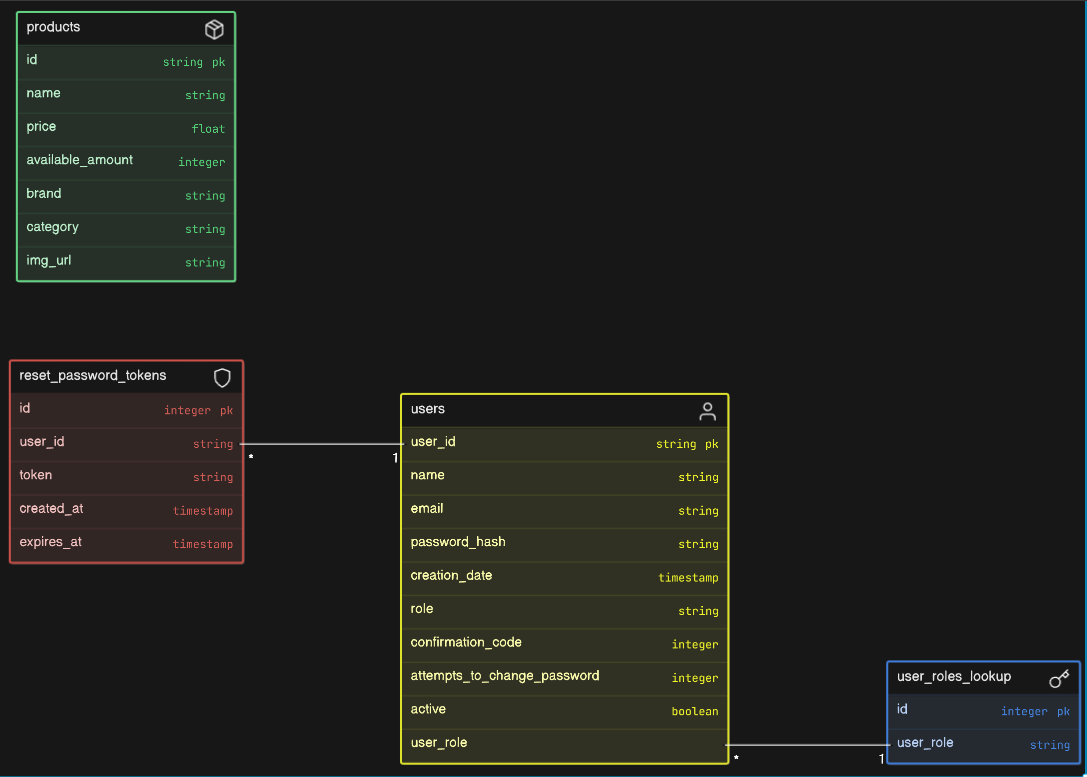 products
id string pk
name string
price float
available_amount integer
brand string
category string
img_url string
reset_password_tokens
id integer pk
user_id string
token string
created_at timestamp
expires_at timestamp
* 1
users
user_id string pk
name string
email string
password_hash string
creation_date timestamp
role string
confirmation_code integer
attempts_to_change_password integer
active boolean
user_role
* 1
user_roles_lookup
id integer pk
user_role string